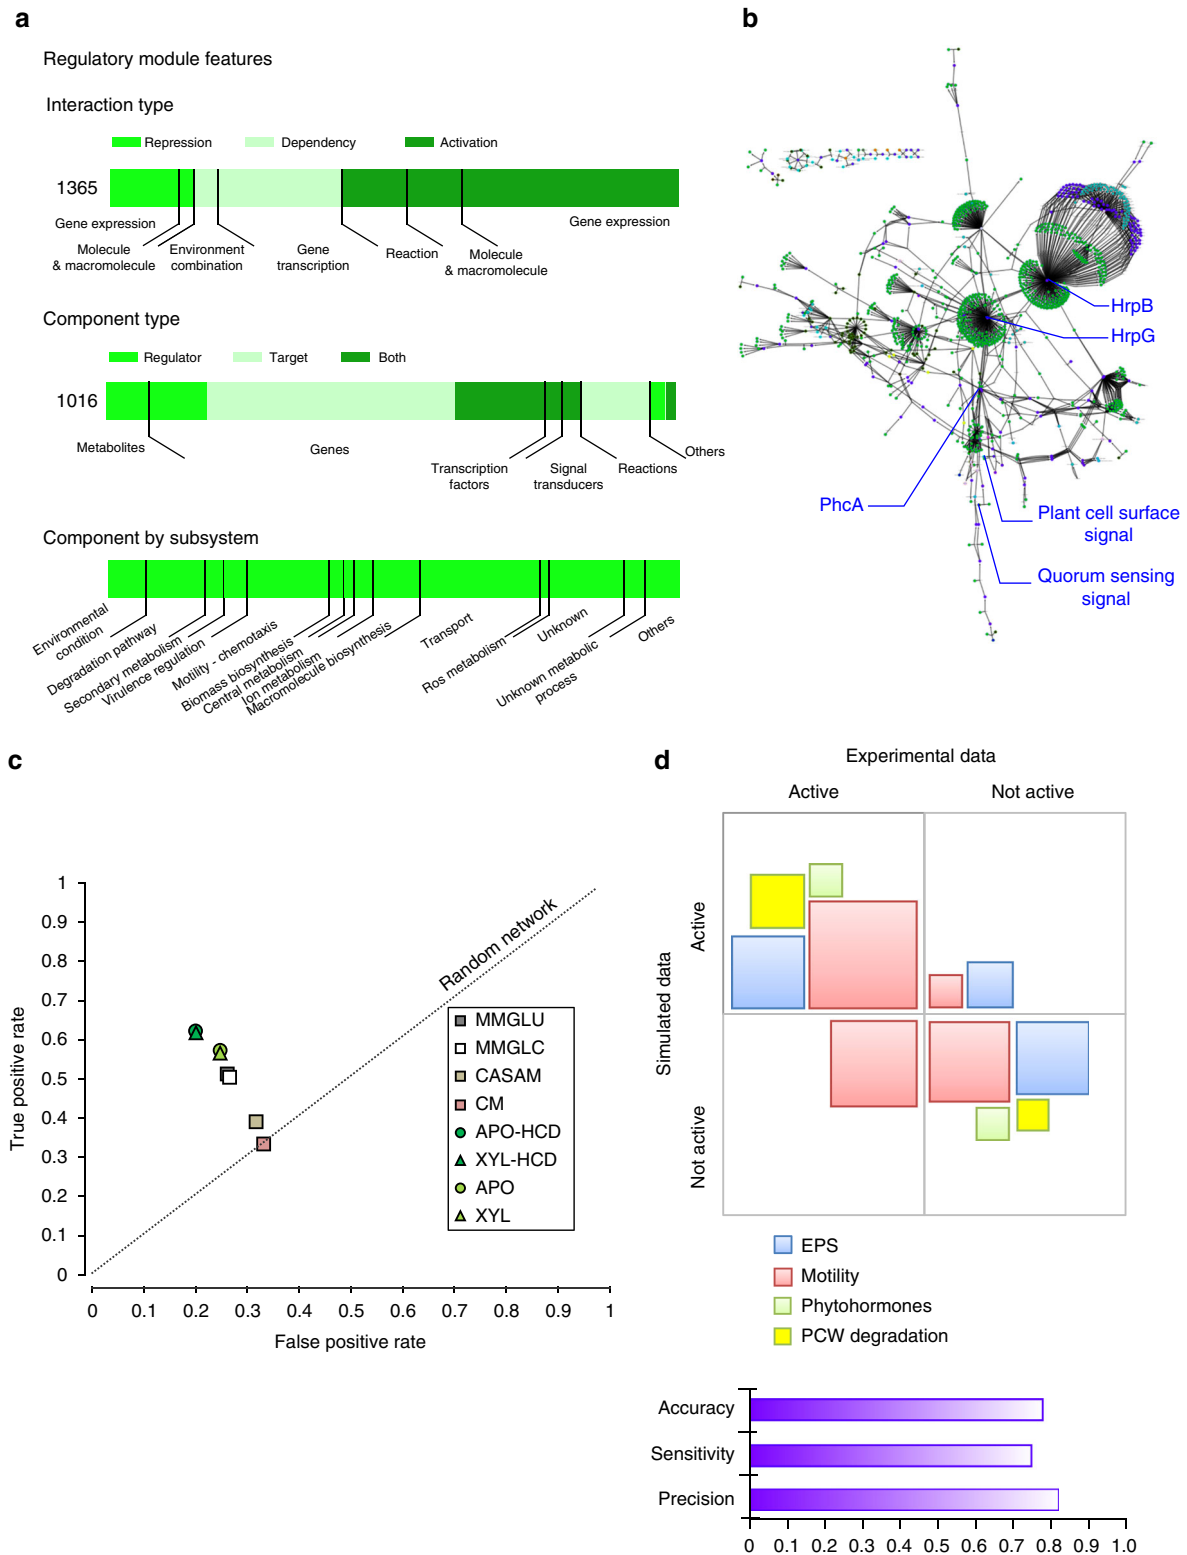 a
Regulatory module features
Interaction type
Repression
Dependency
Activation
1365
Gene expression
Gene expression
Molecule
& macromolecule
Environment
combination
Gene
transcription
Reaction
Molecule
& macromolecule
Component type
Regulator
Target
Both
1016
Metabolites
Genes
Transcription
factors
Signal
transducers
Reactions
Others
Component by subsystem
Environmental
condition
Degradation pathway
Secondary metabolism
Virulence regulation
Motility - chemotaxis
Biomass biosynthesis
Central metabolism
Ion metabolism
Macromolecule biosynthesis
Transport
Ros metabolism
Unknown
Unknown metabolic
process
Others
b
HrpB
HrpG
PhcA
Plant cell surface
signal
Quorum sensing
signal
c
True positive rate
1
0.9
0.8
0.7
0.6
0.5
0.4
0.3
0.2
0.1
0
Random network
MMGLU
MMGLC
CASAM
CM
APO-HCD
XYL-HCD
APO
XYL
0 0.1 0.2 0.3 0.4 0.5 0.6 0.7 0.8 0.9 1
False positive rate
d
Experimental data
Active
Not active
Simulated data
Active
Not active
EPS
Motility
Phytohormones
PCW degradation
Accuracy
Sensitivity
Precision
0 0.1 0.2 0.3 0.4 0.5 0.6 0.7 0.8 0.9 1.0